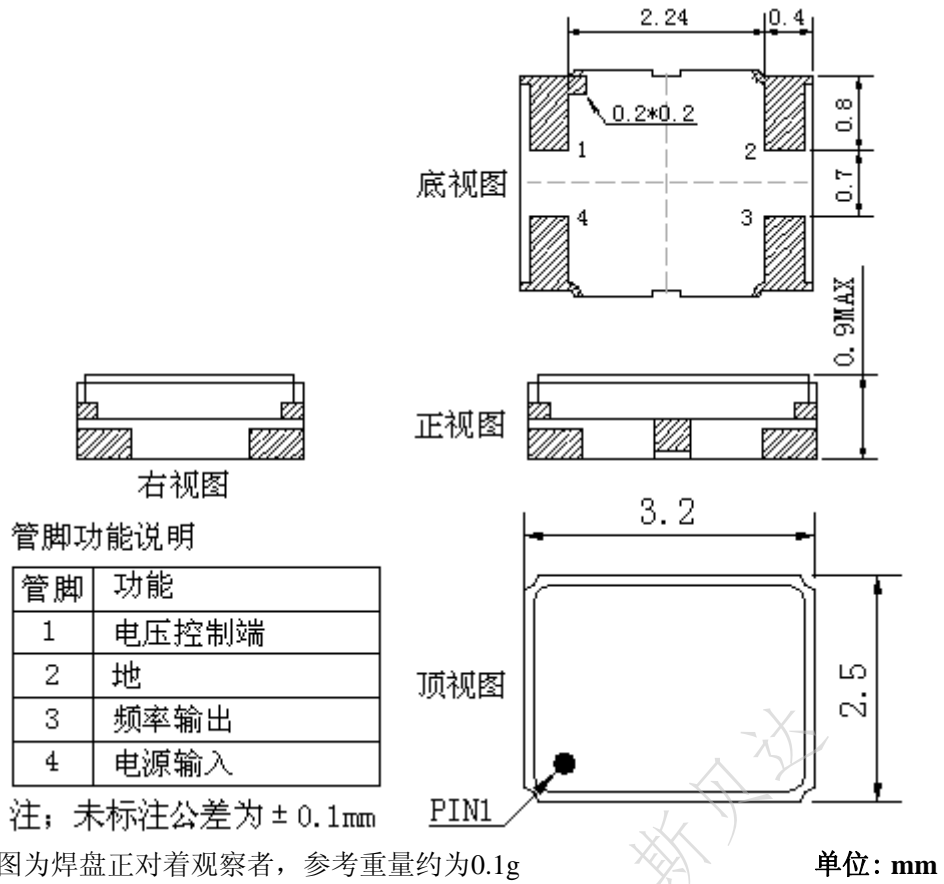 2.24
0.4
0.2*0.2
0.8
1
2
底视图
0.7
4
3
0.9MAX
正视图
右视图
3.2
管脚功能说明
管脚 功能
1 电压控制端
2 地
3 频率输出
4 电源输入
顶视图
2.5
PIN1
注；未标注公差为±0.1mm
图为焊盘正对着观察者，参考重量约为0.1g
单位: mm
斯贝达